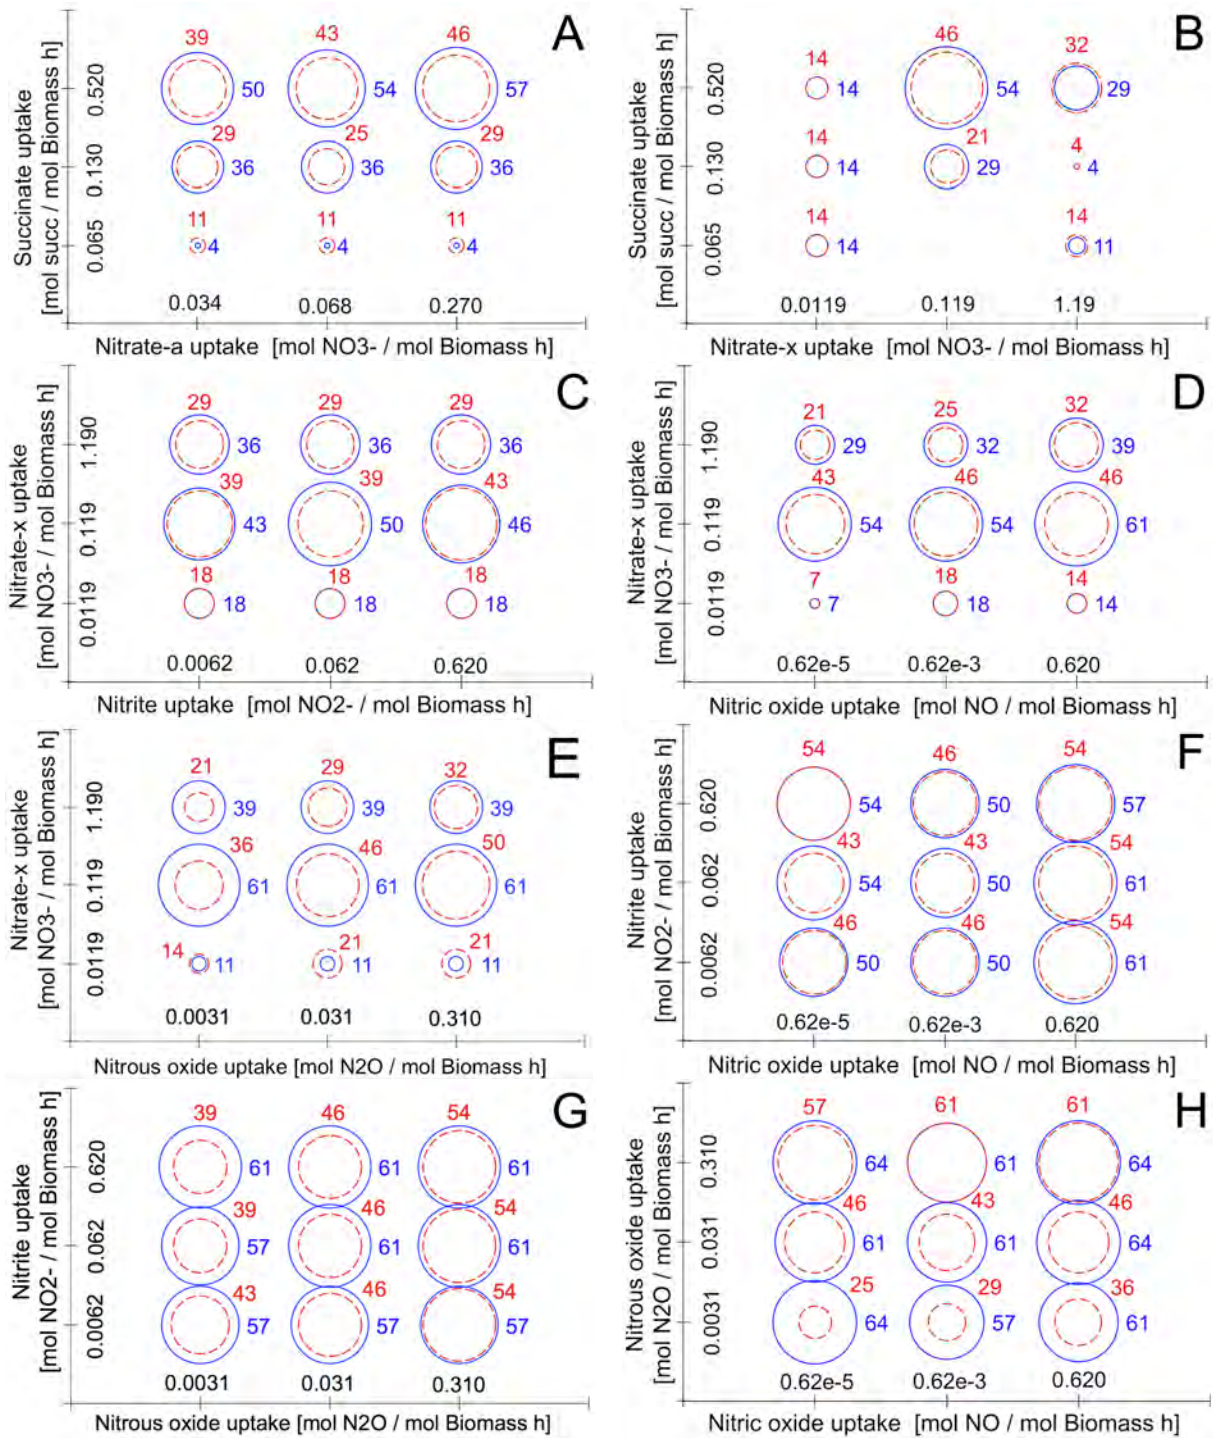 A
39 43 46
50 54 57
29 25 29
36 36 36
11 11 11
4 4 4
Succinate uptake
[mol succ / mol Biomass h]
0.520
0.130
0.065
0.034 0.068 0.270
Nitrate-a uptake [mol NO3- / mol Biomass h]
B
14 46 32
14 54 29
14 21 4
14 29 4
14 14
14 11
Succinate uptake
[mol succ / mol Biomass h]
0.520
0.130
0.065
0.0119 0.119 1.19
Nitrate-x uptake [mol NO3- / mol Biomass h]
C
29 29 29
36 36 36
39 39 43
43 50 46
18 18 18
18 18 18
Nitrate-x uptake
[mol NO3- / mol Biomass h]
1.190
0.119
0.0119
0.0062 0.062 0.620
Nitrite uptake [mol NO2- / mol Biomass h]
D
21 25 32
29 32 39
43 46 46
54 54 61
7 18 14
7 18 14
Nitrate-x uptake
[mol NO3- / mol Biomass h]
1.190
0.119
0.0119
0.62e-5 0.62e-3 0.620
Nitric oxide uptake [mol NO / mol Biomass h]
E
21 29 32
39 39 39
36 46 50
61 61 61
14 21 21
11 11 11
Nitrate-x uptake
[mol NO3- / mol Biomass h]
1.190
0.119
0.0119
0.0031 0.031 0.310
Nitrous oxide uptake [mol N2O / mol Biomass h]
F
54 46 54
54 50 57
43 43 54
54 50 61
46 46 54
50 50 61
Nitrite uptake
[mol NO2- / mol Biomass h]
0.620
0.062
0.0062
0.62e-5 0.62e-3 0.620
Nitric oxide uptake [mol NO / mol Biomass h]
G
39 46 54
61 61 61
39 46 54
57 61 61
43 46 54
57 57 57
Nitrite uptake
[mol NO2- / mol Biomass h]
0.620
0.062
0.0062
0.0031 0.031 0.310
Nitrous oxide uptake [mol N2O / mol Biomass h]
H
57 61 61
64 61 64
46 43 46
61 61 64
25 29 36
64 57 61
Nitrous oxide uptake
[mol N2O / mol Biomass h]
0.310
0.031
0.0031
0.62e-5 0.62e-3 0.620
Nitric oxide uptake [mol NO / mol Biomass h]